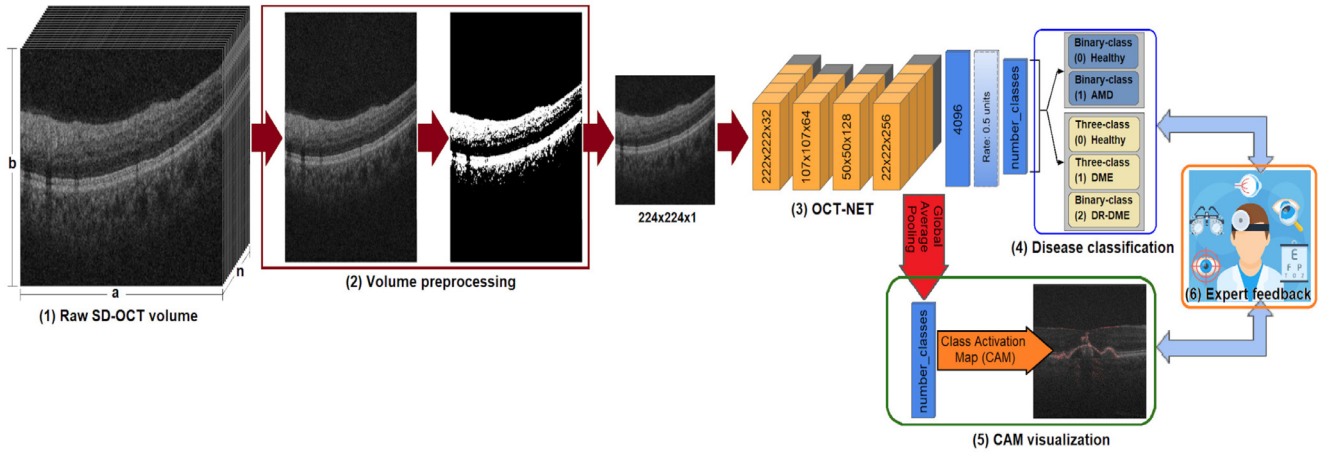 b
a
n
(1) Raw SD-OCT volume
(2) Volume preprocessing
224x224x1
222x222x32
107x107x64
50x50x128
22x22x256
(3) OCT-NET
4096
Rate: 0.5 units
number_classes
Binary-class
(0) Healthy
Binary-class
(1) AMD
Three-class
(0) Healthy
Three-class
(1) DME
Binary-class
(2) DR-DME
(4) Disease classification
Global
Average
Pooling
number_classes
Class Activation
Map (CAM)
(5) CAM visualization
E
F P
(6) Expert feedback